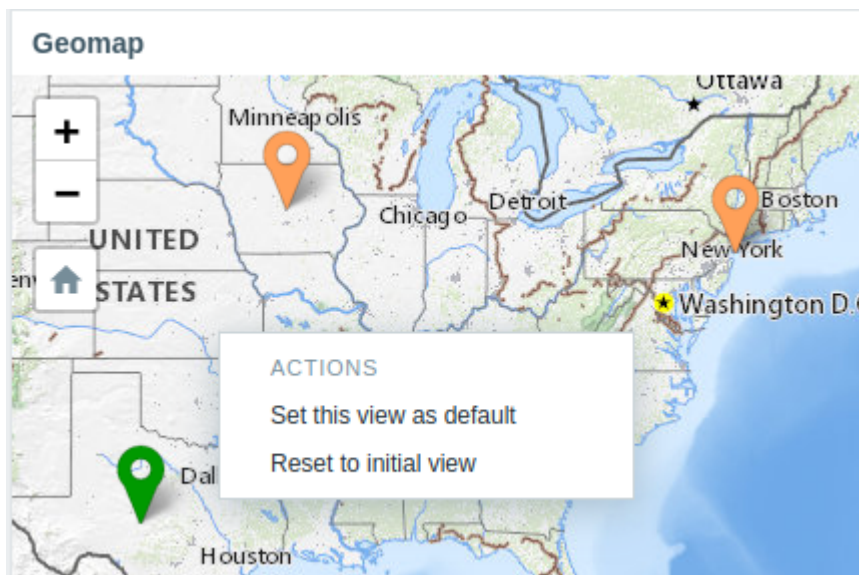 Geomap
Ottawa
+
Minneapolis
−
Detroit
Boston
Chicago
UNITED
New York
STATES
Washington D.
ACTIONS
Set this view as default
Reset to initial view
Dal
Houston